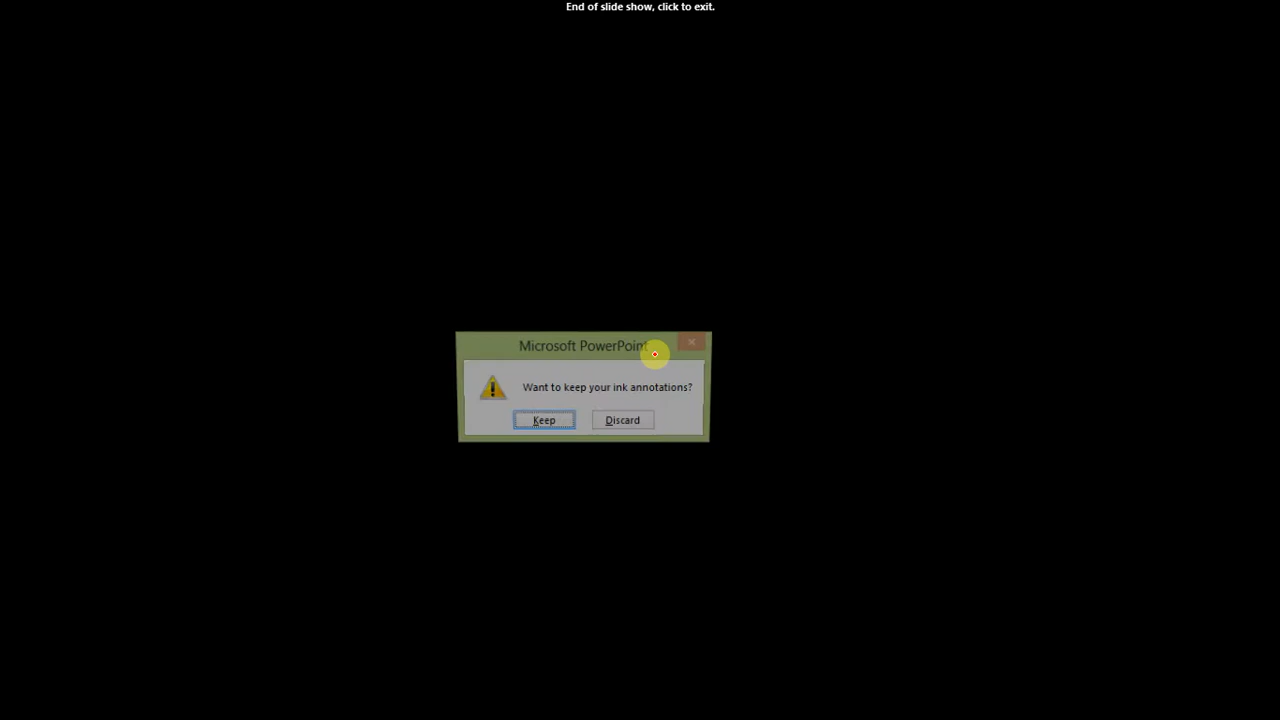 End of slide show, click to exit.
Microsoft PowerPoint
Want to keep your ink annotations?
Keep
Discard